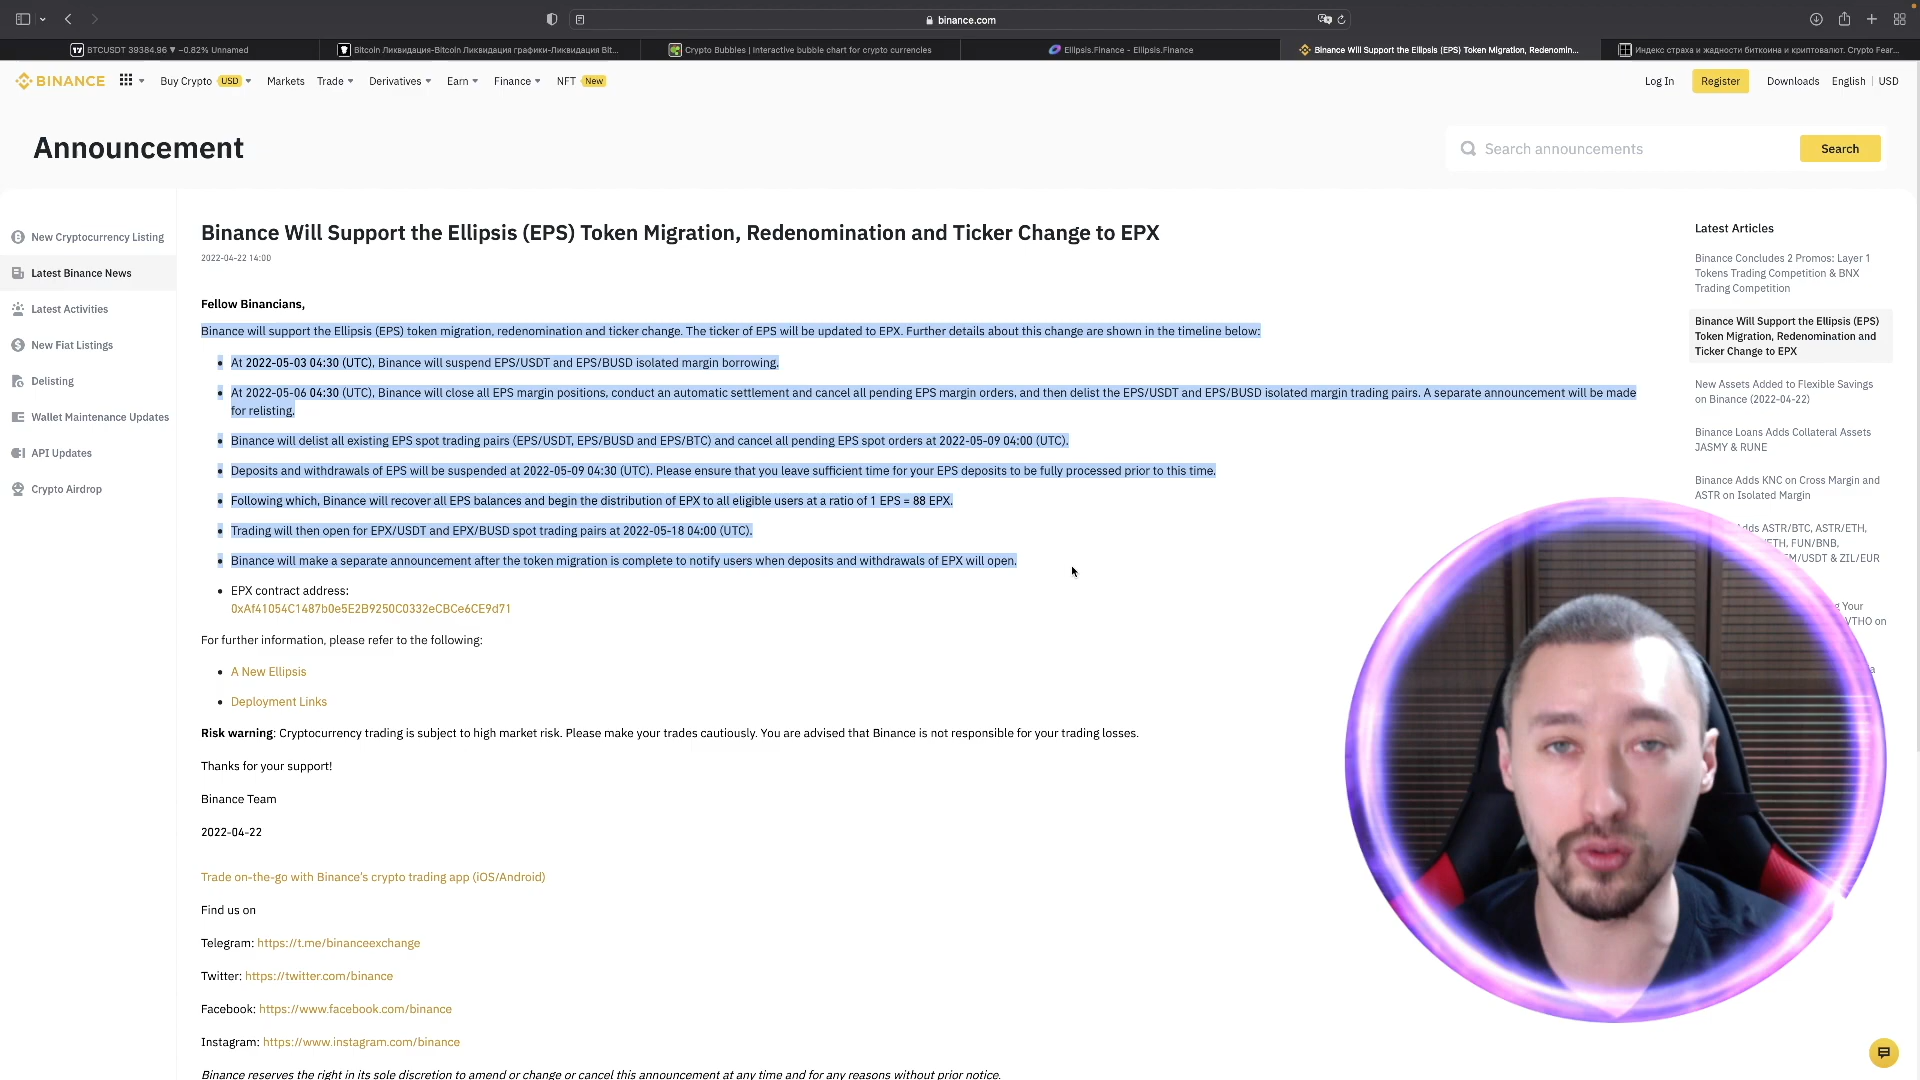 binance.com
BTCUSDT 39384.96 ▼ −0.82% Unnamed
Bitcoin Ликвидация-Bitcoin Ликвидация графики-Ликвидация Bit...
Crypto Bubbles | Interactive bubble chart for crypto currencies
Ellipsis.Finance - Ellipsis.Finance
Binance Will Support the Ellipsis (EPS) Token Migration, Redenomin...
Индекс страха и жадности биткоина и криптовалют. Crypto Fear...
BINANCE
Buy Crypto USD
Markets
Trade
Derivatives
Earn
Finance
NFT New
Log In
Register
Downloads
English | USD
Announcement
Search announcements
Search
New Cryptocurrency Listing
Latest Binance News
Latest Activities
New Fiat Listings
Delisting
Wallet Maintenance Updates
API Updates
Crypto Airdrop
Binance Will Support the Ellipsis (EPS) Token Migration, Redenomination and Ticker Change to EPX
2022-04-22 14:00
Fellow Binancians,
Binance will support the Ellipsis (EPS) token migration, redenomination and ticker change. The ticker of EPS will be updated to EPX. Further details about this change are shown in the timeline below:
• At 2022-05-03 04:30 (UTC), Binance will suspend EPS/USDT and EPS/BUSD isolated margin borrowing.
• At 2022-05-06 04:30 (UTC), Binance will close all EPS margin positions, conduct an automatic settlement and cancel all pending EPS margin orders, and then delist the EPS/USDT and EPS/BUSD isolated margin trading pairs. A separate announcement will be made
for relisting.
• Binance will delist all existing EPS spot trading pairs (EPS/USDT, EPS/BUSD and EPS/BTC) and cancel all pending EPS spot orders at 2022-05-09 04:00 (UTC).
• Deposits and withdrawals of EPS will be suspended at 2022-05-09 04:30 (UTC). Please ensure that you leave sufficient time for your EPS deposits to be fully processed prior to this time.
• Following which, Binance will recover all EPS balances and begin the distribution of EPX to all eligible users at a ratio of 1 EPS = 88 EPX.
• Trading will then open for EPX/USDT and EPX/BUSD spot trading pairs at 2022-05-18 04:00 (UTC).
• Binance will make a separate announcement after the token migration is complete to notify users when deposits and withdrawals of EPX will open.
• EPX contract address:
0xAf41054C1487b0e5E2B9250C0332eCBCe6CE9d71
For further information, please refer to the following:
• A New Ellipsis
• Deployment Links
Risk warning: Cryptocurrency trading is subject to high market risk. Please make your trades cautiously. You are advised that Binance is not responsible for your trading losses.
Thanks for your support!
Binance Team
2022-04-22
Trade on-the-go with Binance’s crypto trading app (iOS/Android)
Find us on
Telegram: https://t.me/binanceexchange
Twitter: https://twitter.com/binance
Facebook: https://www.facebook.com/binance
Instagram: https://www.instagram.com/binance
Binance reserves the right in its sole discretion to amend or change or cancel this announcement at any time and for any reasons without prior notice.
Latest Articles
Binance Concludes 2 Promos: Layer 1
Tokens Trading Competition & BNX
Trading Competition
Binance Will Support the Ellipsis (EPS)
Token Migration, Redenomination and
Ticker Change to EPX
New Assets Added to Flexible Savings
on Binance (2022-04-22)
Binance Loans Adds Collateral Assets
JASMY & RUNE
Binance Adds KNC on Cross Margin and
ASTR on Isolated Margin
ASTR/BTC, ASTR/ETH,
FUN/BNB,
ZIL/EUR
Your
VTHO on